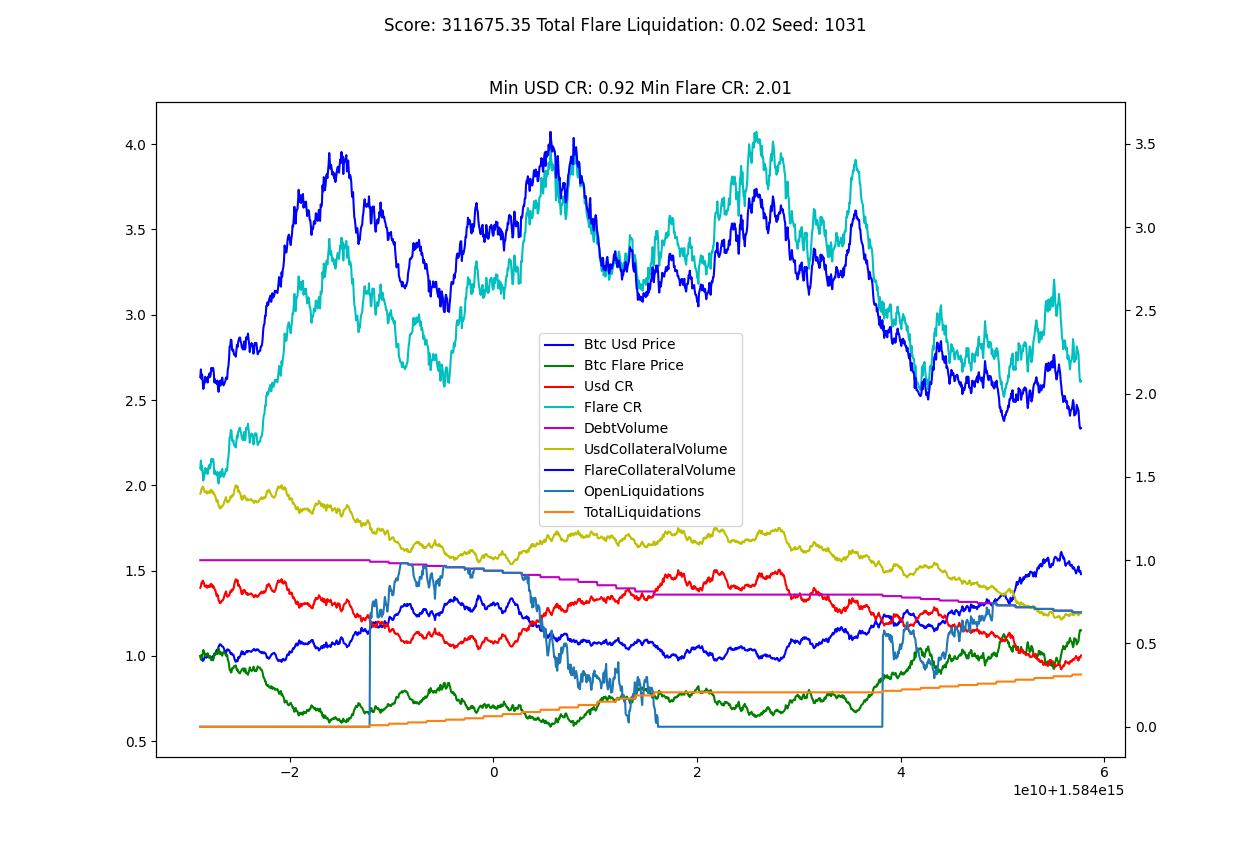 Score: 311675.35 Total Flare Liquidation: 0.02 Seed: 1031
Min USD CR: 0.92 Min Flare CR: 2.01
4.0
3.5
3.0
2.5
2.0
1.5
1.0
0.5
3.5
3.0
2.5
2.0
1.5
1.0
0.5
0.0
Btc Usd Price
Btc Flare Price
Usd CR
Flare CR
DebtVolume
UsdCollateralVolume
FlareCollateralVolume
OpenLiquidations
TotalLiquidations
−2 0 2 4 6
1e10+1.584e15